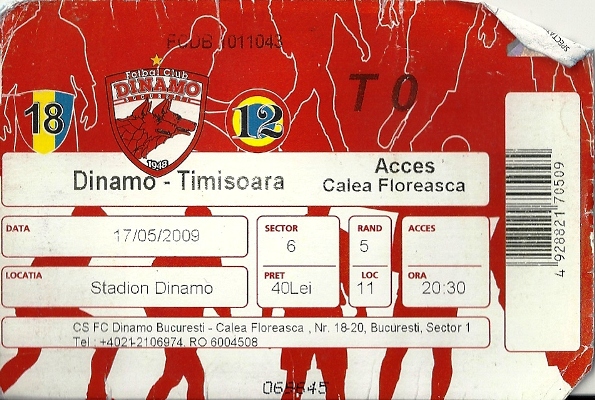 FCDB 1011043
SPECTA
T O
Fotbal Club
DINAMO
BUCURESTI
1948
18
12
Dinamo - Timisoara
Acces
Calea Floreasca
DATA
17/05/2009
SECTOR
6
RAND
5
ACCES
LOCATIA
Stadion Dinamo
PRET
40Lei
LOC
11
ORA
20:30
CS FC Dinamo Bucuresti - Calea Floreasca , Nr. 18-20, Bucuresti, Sector 1
Tel : +4021-2106974, RO 6004508
4 928821 70509